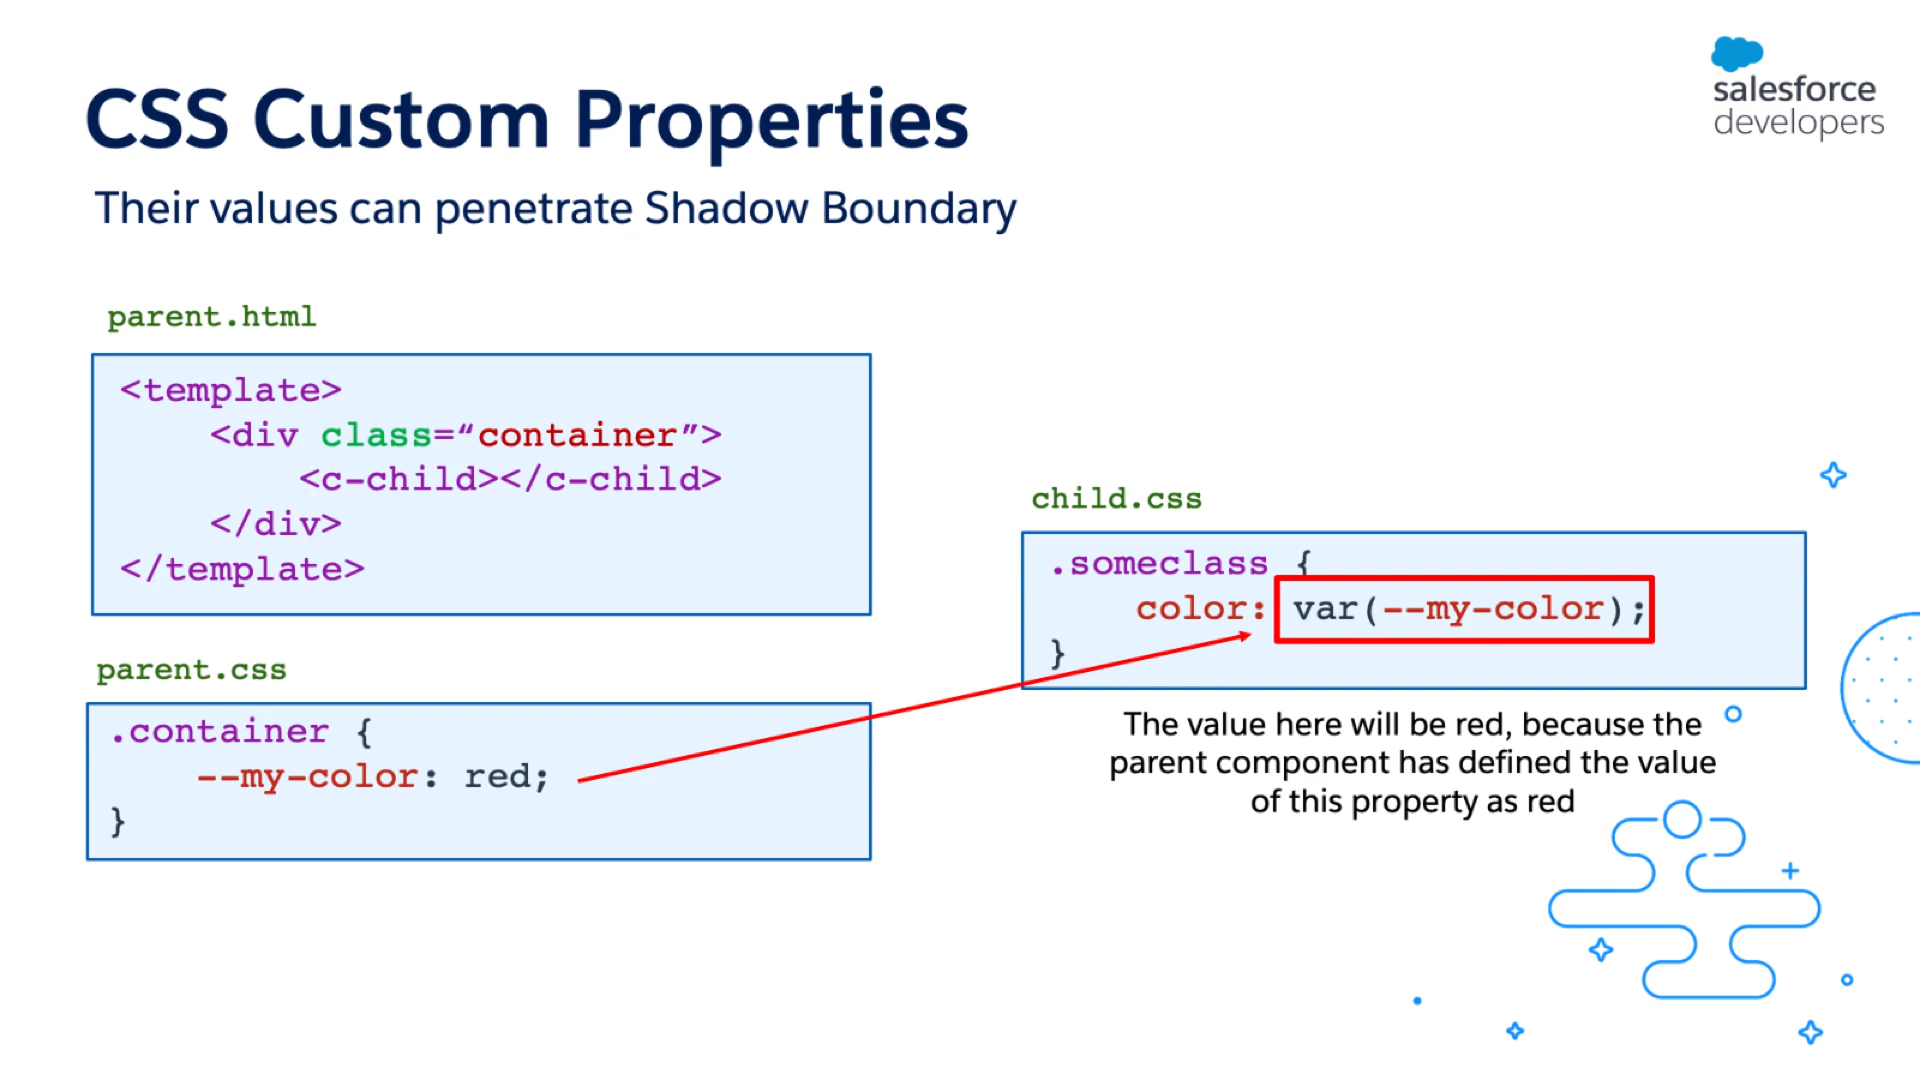 salesforce
developers
CSS Custom Properties
Their values can penetrate Shadow Boundary
parent.html
<template>
<div class=“container”>
<c-child></c-child>
</div>
</template>
parent.css
.container {
--my-color: red;
}
child.css
.someclass {
color: var(--my-color);
}
The value here will be red, because the
parent component has defined the value
of this property as red